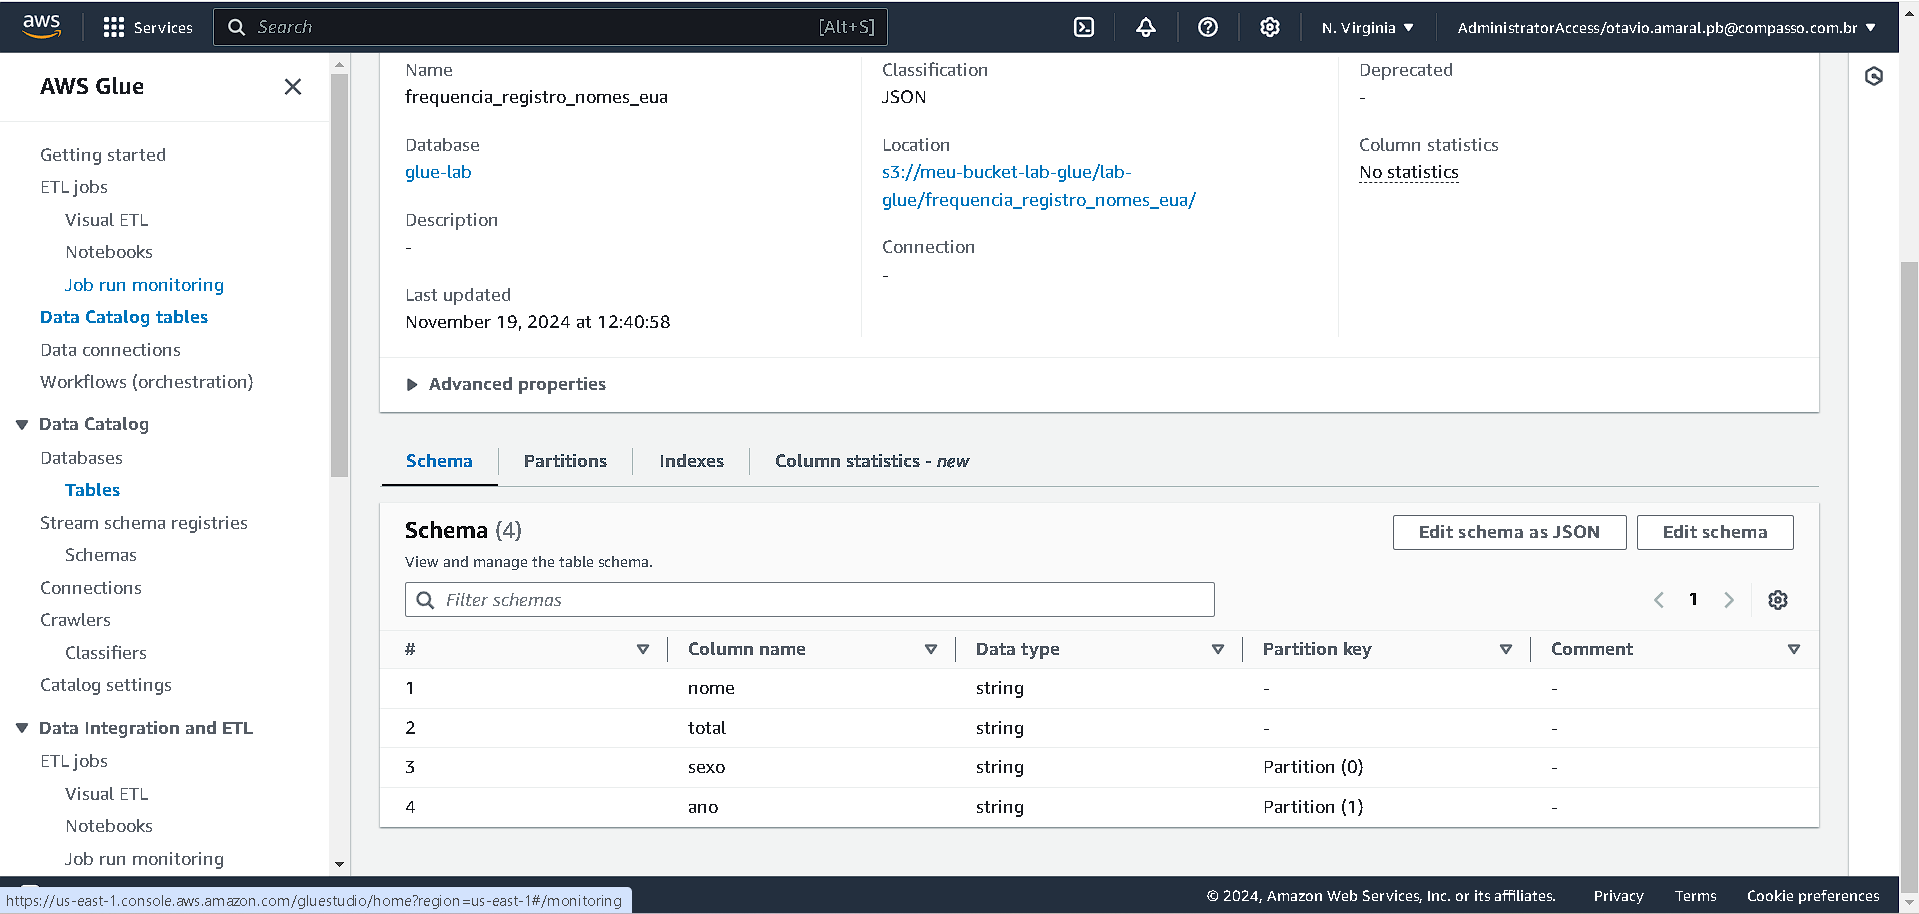 aws
Services
Search
[Alt+S]
N. Virginia
AdministratorAccess/otavio.amaral.pb@compasso.com.br
AWS Glue
Getting started
ETL jobs
Visual ETL
Notebooks
Job run monitoring
Data Catalog tables
Data connections
Workflows (orchestration)
Data Catalog
Databases
Tables
Stream schema registries
Schemas
Connections
Crawlers
Classifiers
Catalog settings
Data Integration and ETL
ETL jobs
Visual ETL
Notebooks
Job run monitoring
Name
frequencia_registro_nomes_eua
Database
glue-lab
Description
-
Last updated
November 19, 2024 at 12:40:58
Classification
JSON
Location
s3://meu-bucket-lab-glue/lab-
glue/frequencia_registro_nomes_eua/
Connection
-
Deprecated
-
Column statistics
No statistics
Advanced properties
Schema
Partitions
Indexes
Column statistics - new
Schema (4)
View and manage the table schema.
Edit schema as JSON
Edit schema
Filter schemas
1
# Column name Data type Partition key Comment
1 nome string - -
2 total string - -
3 sexo string Partition (0) -
4 ano string Partition (1) -
https://us-east-1.console.aws.amazon.com/gluestudio/home?region=us-east-1#/monitoring
© 2024, Amazon Web Services, Inc. or its affiliates.
Privacy
Terms
Cookie preferences